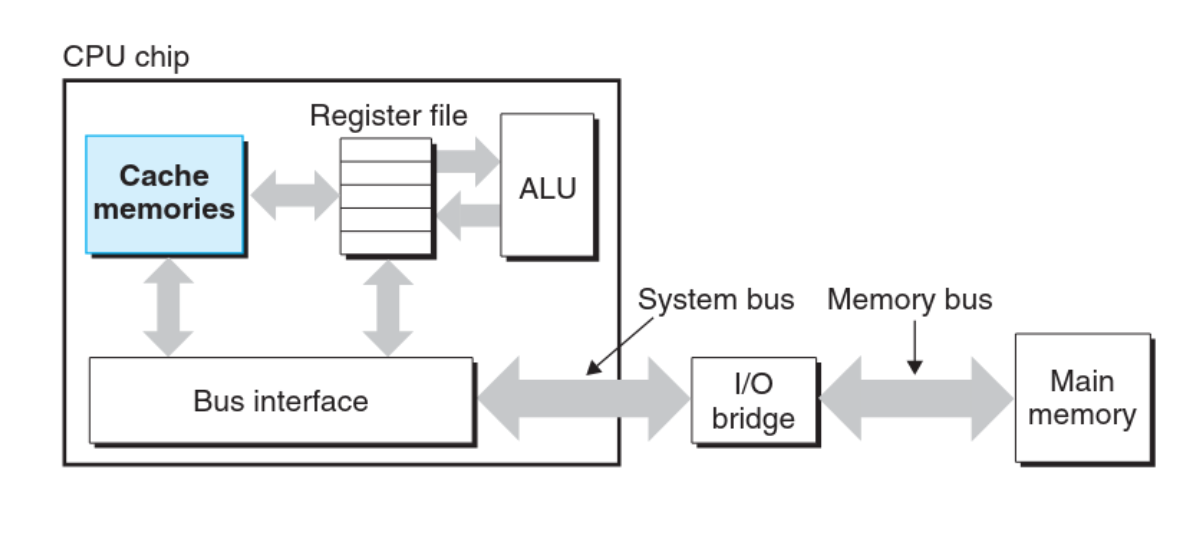 CPU chip
Register file
Cache
memories
ALU
System bus
Memory bus
Bus interface
I/O
bridge
Main
memory